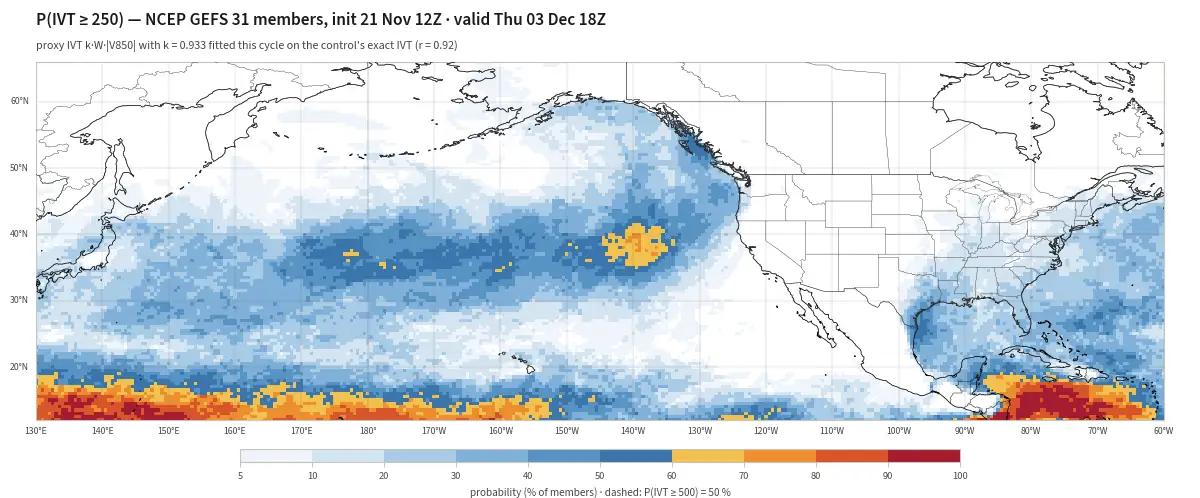 P(IVT ≥ 250) — NCEP GEFS 31 members, init 21 Nov 12Z · valid Thu 03 Dec 18Z
proxy IVT k·W·|V850| with k = 0.933 fitted this cycle on the control's exact IVT (r = 0.92)
60°N
50°N
40°N
30°N
20°N
130°E 140°E 150°E 160°E 170°E 180° 170°W 160°W 150°W 140°W 130°W 120°W 110°W 100°W 90°W 80°W 70°W 60°W
5 10 20 30 40 50 60 70 80 90 100
probability (% of members) · dashed: P(IVT ≥ 500) = 50 %